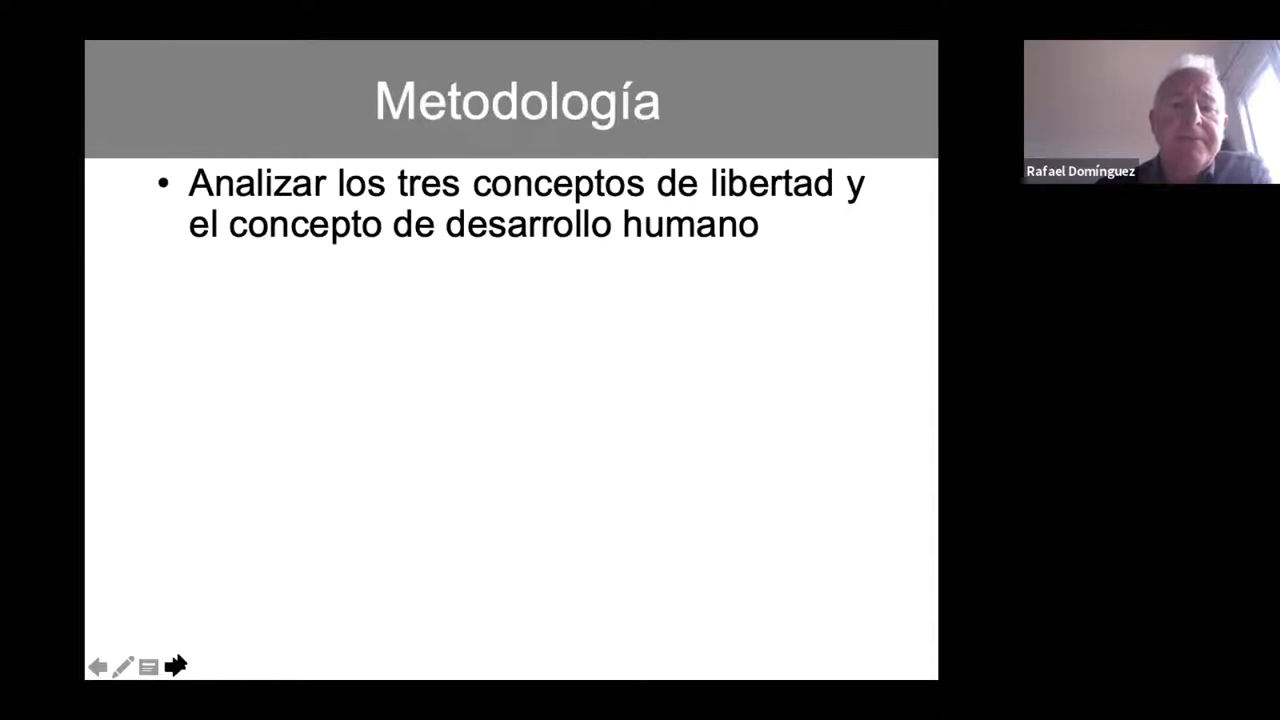 Metodología
• Analizar los tres conceptos de libertad y
el concepto de desarrollo humano
Rafael Domínguez